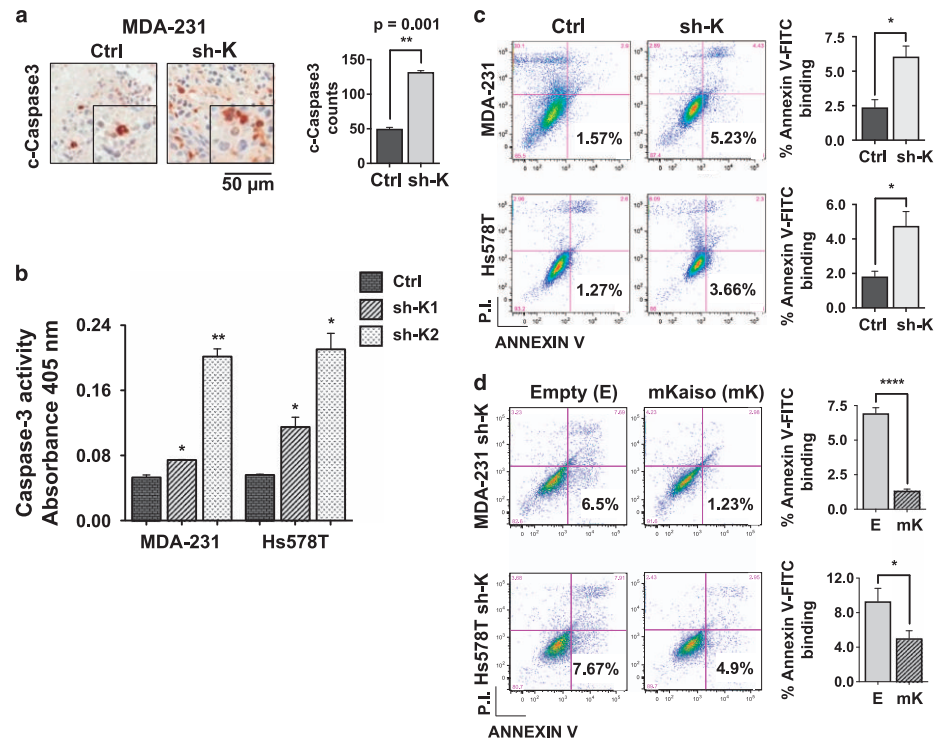 a
MDA-231
Ctrl
sh-K
c-Caspase3
50 µm
p = 0.001
**
c-Caspase3 counts
150
100
50
0
Ctrl sh-K
b
Ctrl
sh-K1
sh-K2
Caspase-3 activity
Absorbance 405 nm
0.24
0.16
0.08
0.00
*
**
*
*
MDA-231
Hs578T
c
Ctrl
sh-K
MDA-231
1.57%
5.23%
% Annexin V-FITC
binding
7.5
5.0
2.5
0.0
*
Ctrl sh-K
Hs578T
1.27%
3.66%
P.I.
ANNEXIN V
% Annexin V-FITC
binding
6.0
4.0
2.0
0.0
*
Ctrl sh-K
d
Empty (E)
mKaiso (mK)
MDA-231 sh-K
6.5%
1.23%
% Annexin V-FITC
binding
7.5
5.0
2.5
0.0
****
E mK
Hs578T sh-K
7.67%
4.9%
P.I.
ANNEXIN V
% Annexin V-FITC
binding
12.0
8.0
4.0
0.0
*
E mK